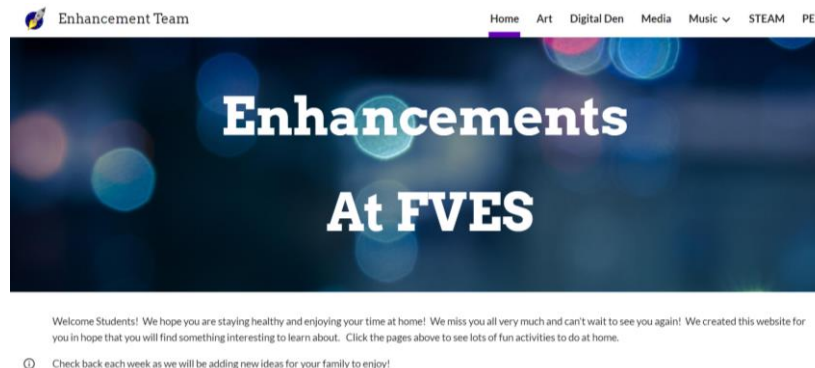 Enhancement Team
Home Art Digital Den Media Music STEAM PE
Enhancements
At FVES
Welcome Students! We hope you are staying healthy and enjoying your time at home! We miss you all very much and can't wait to see you again! We created this website for
you in hope that you will find something interesting to learn about. Click the pages above to see lots of fun activities to do at home.
Check back each week as we will be adding new ideas for your family to enjoy!